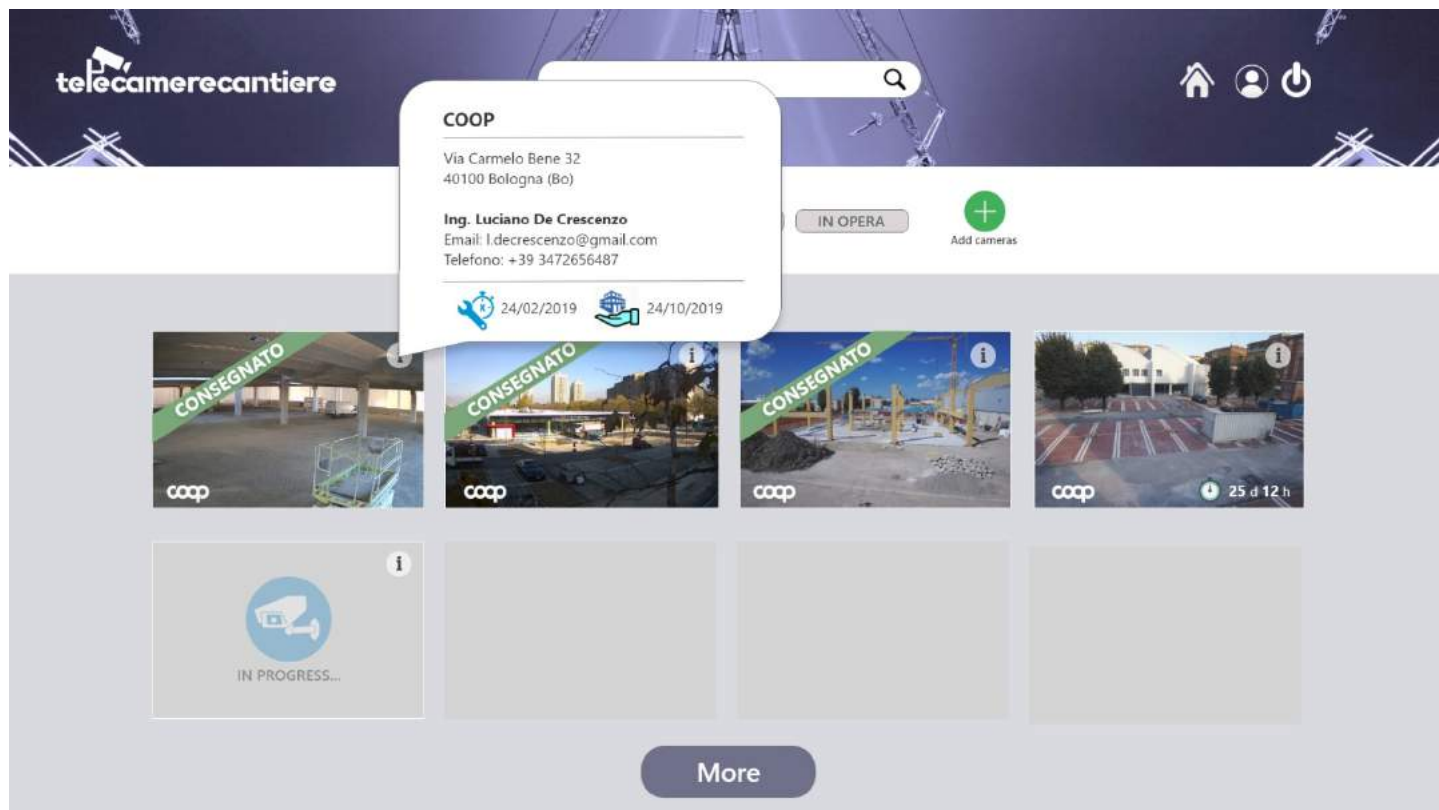 telecamerecantiere
COOP
Via Carmelo Bene 32
40100 Bologna (Bo)
Ing. Luciano De Crescenzo
Email: l.decrescenzo@gmail.com
Telefono: +39 3472656487
24/02/2019 24/10/2019
IN OPERA
Add cameras
CONSEGNATO
i
coop
CONSEGNATO
i
coop
CONSEGNATO
i
coop
i
coop
25 d 12 h
i
IN PROGRESS...
More